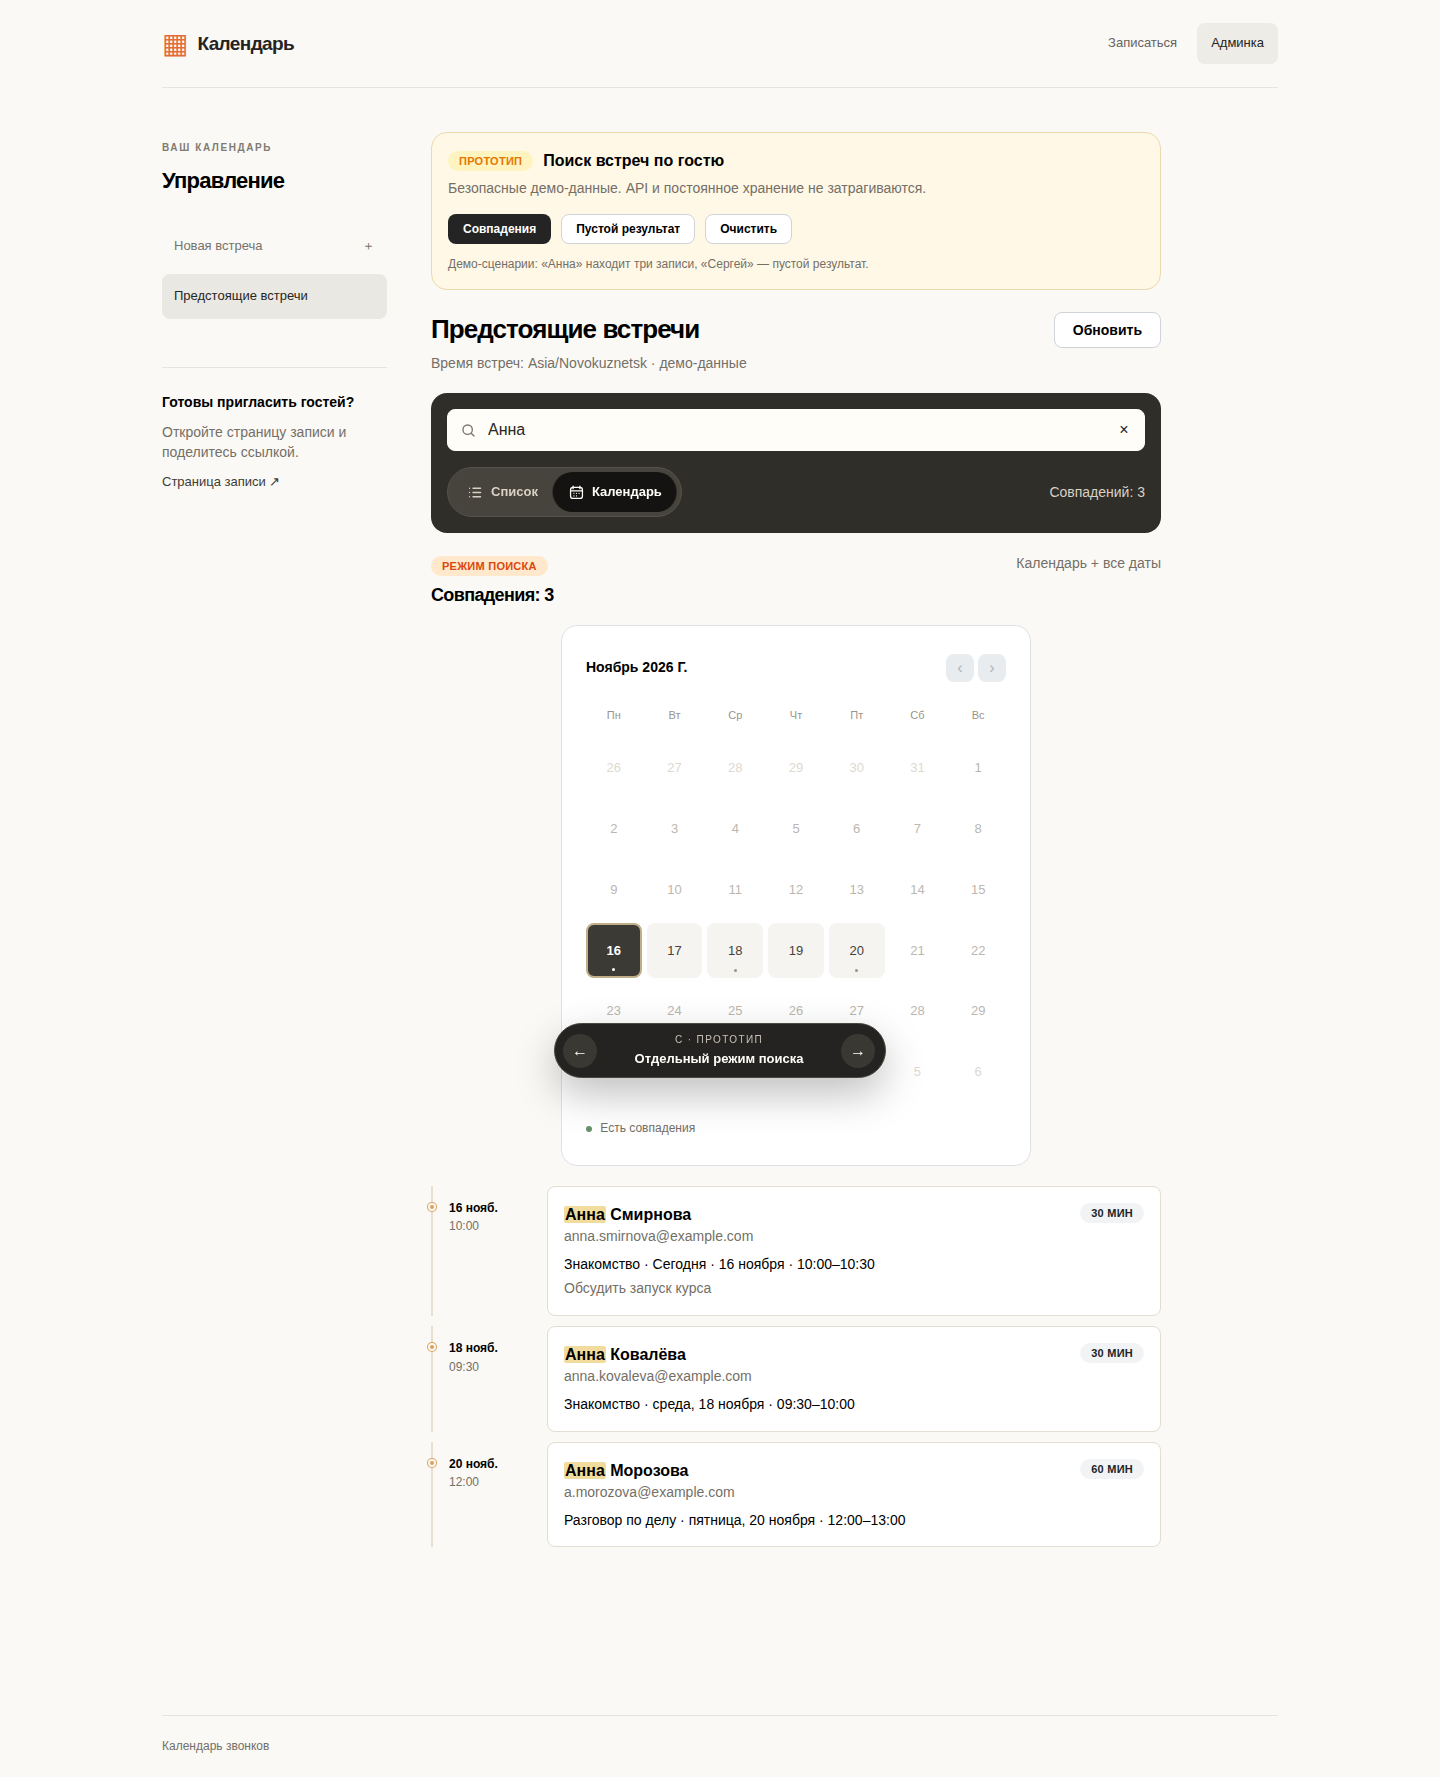 Календарь
Записаться
Админка
ВАШ КАЛЕНДАРЬ
Управление
Новая встреча +
Предстоящие встречи
Готовы пригласить гостей?
Откройте страницу записи и
поделитесь ссылкой.
Страница записи ↗
ПРОТОТИП Поиск встреч по гостю
Безопасные демо-данные. API и постоянное хранение не затрагиваются.
Совпадения Пустой результат Очистить
Демо-сценарии: «Анна» находит три записи, «Сергей» — пустой результат.
Предстоящие встречи
Обновить
Время встреч: Asia/Novokuznetsk · демо-данные
Анна ×
Список Календарь Совпадений: 3
РЕЖИМ ПОИСКА Календарь + все даты
Совпадения: 3
Ноябрь 2026 Г. ‹ ›
Пн Вт Ср Чт Пт Сб Вс
26 27 28 29 30 31 1
2 3 4 5 6 7 8
9 10 11 12 13 14 15
16 17 18 19 20 21 22
23 24 25 26 27 28 29
5 6
← C · ПРОТОТИП →
Отдельный режим поиска
Есть совпадения
16 нояб.
10:00
Анна Смирнова 30 МИН
anna.smirnova@example.com
Знакомство · Сегодня · 16 ноября · 10:00–10:30
Обсудить запуск курса
18 нояб.
09:30
Анна Ковалёва 30 МИН
anna.kovaleva@example.com
Знакомство · среда, 18 ноября · 09:30–10:00
20 нояб.
12:00
Анна Морозова 60 МИН
a.morozova@example.com
Разговор по делу · пятница, 20 ноября · 12:00–13:00
Календарь звонков